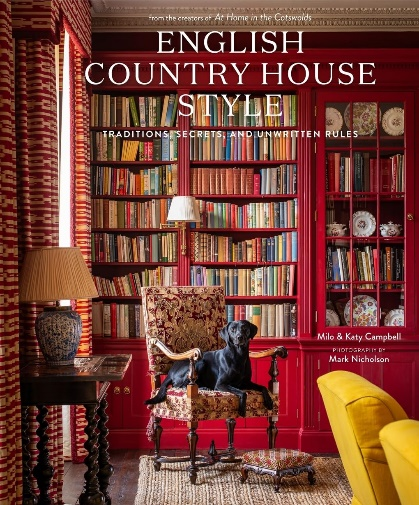 from the creators of At Home in the Cotswolds
ENGLISH
COUNTRY HOUSE
STYLE
TRADITIONS, SECRETS, AND UNWRITTEN RULES
Milo & Katy Campbell
PHOTOGRAPHY BY
Mark Nicholson